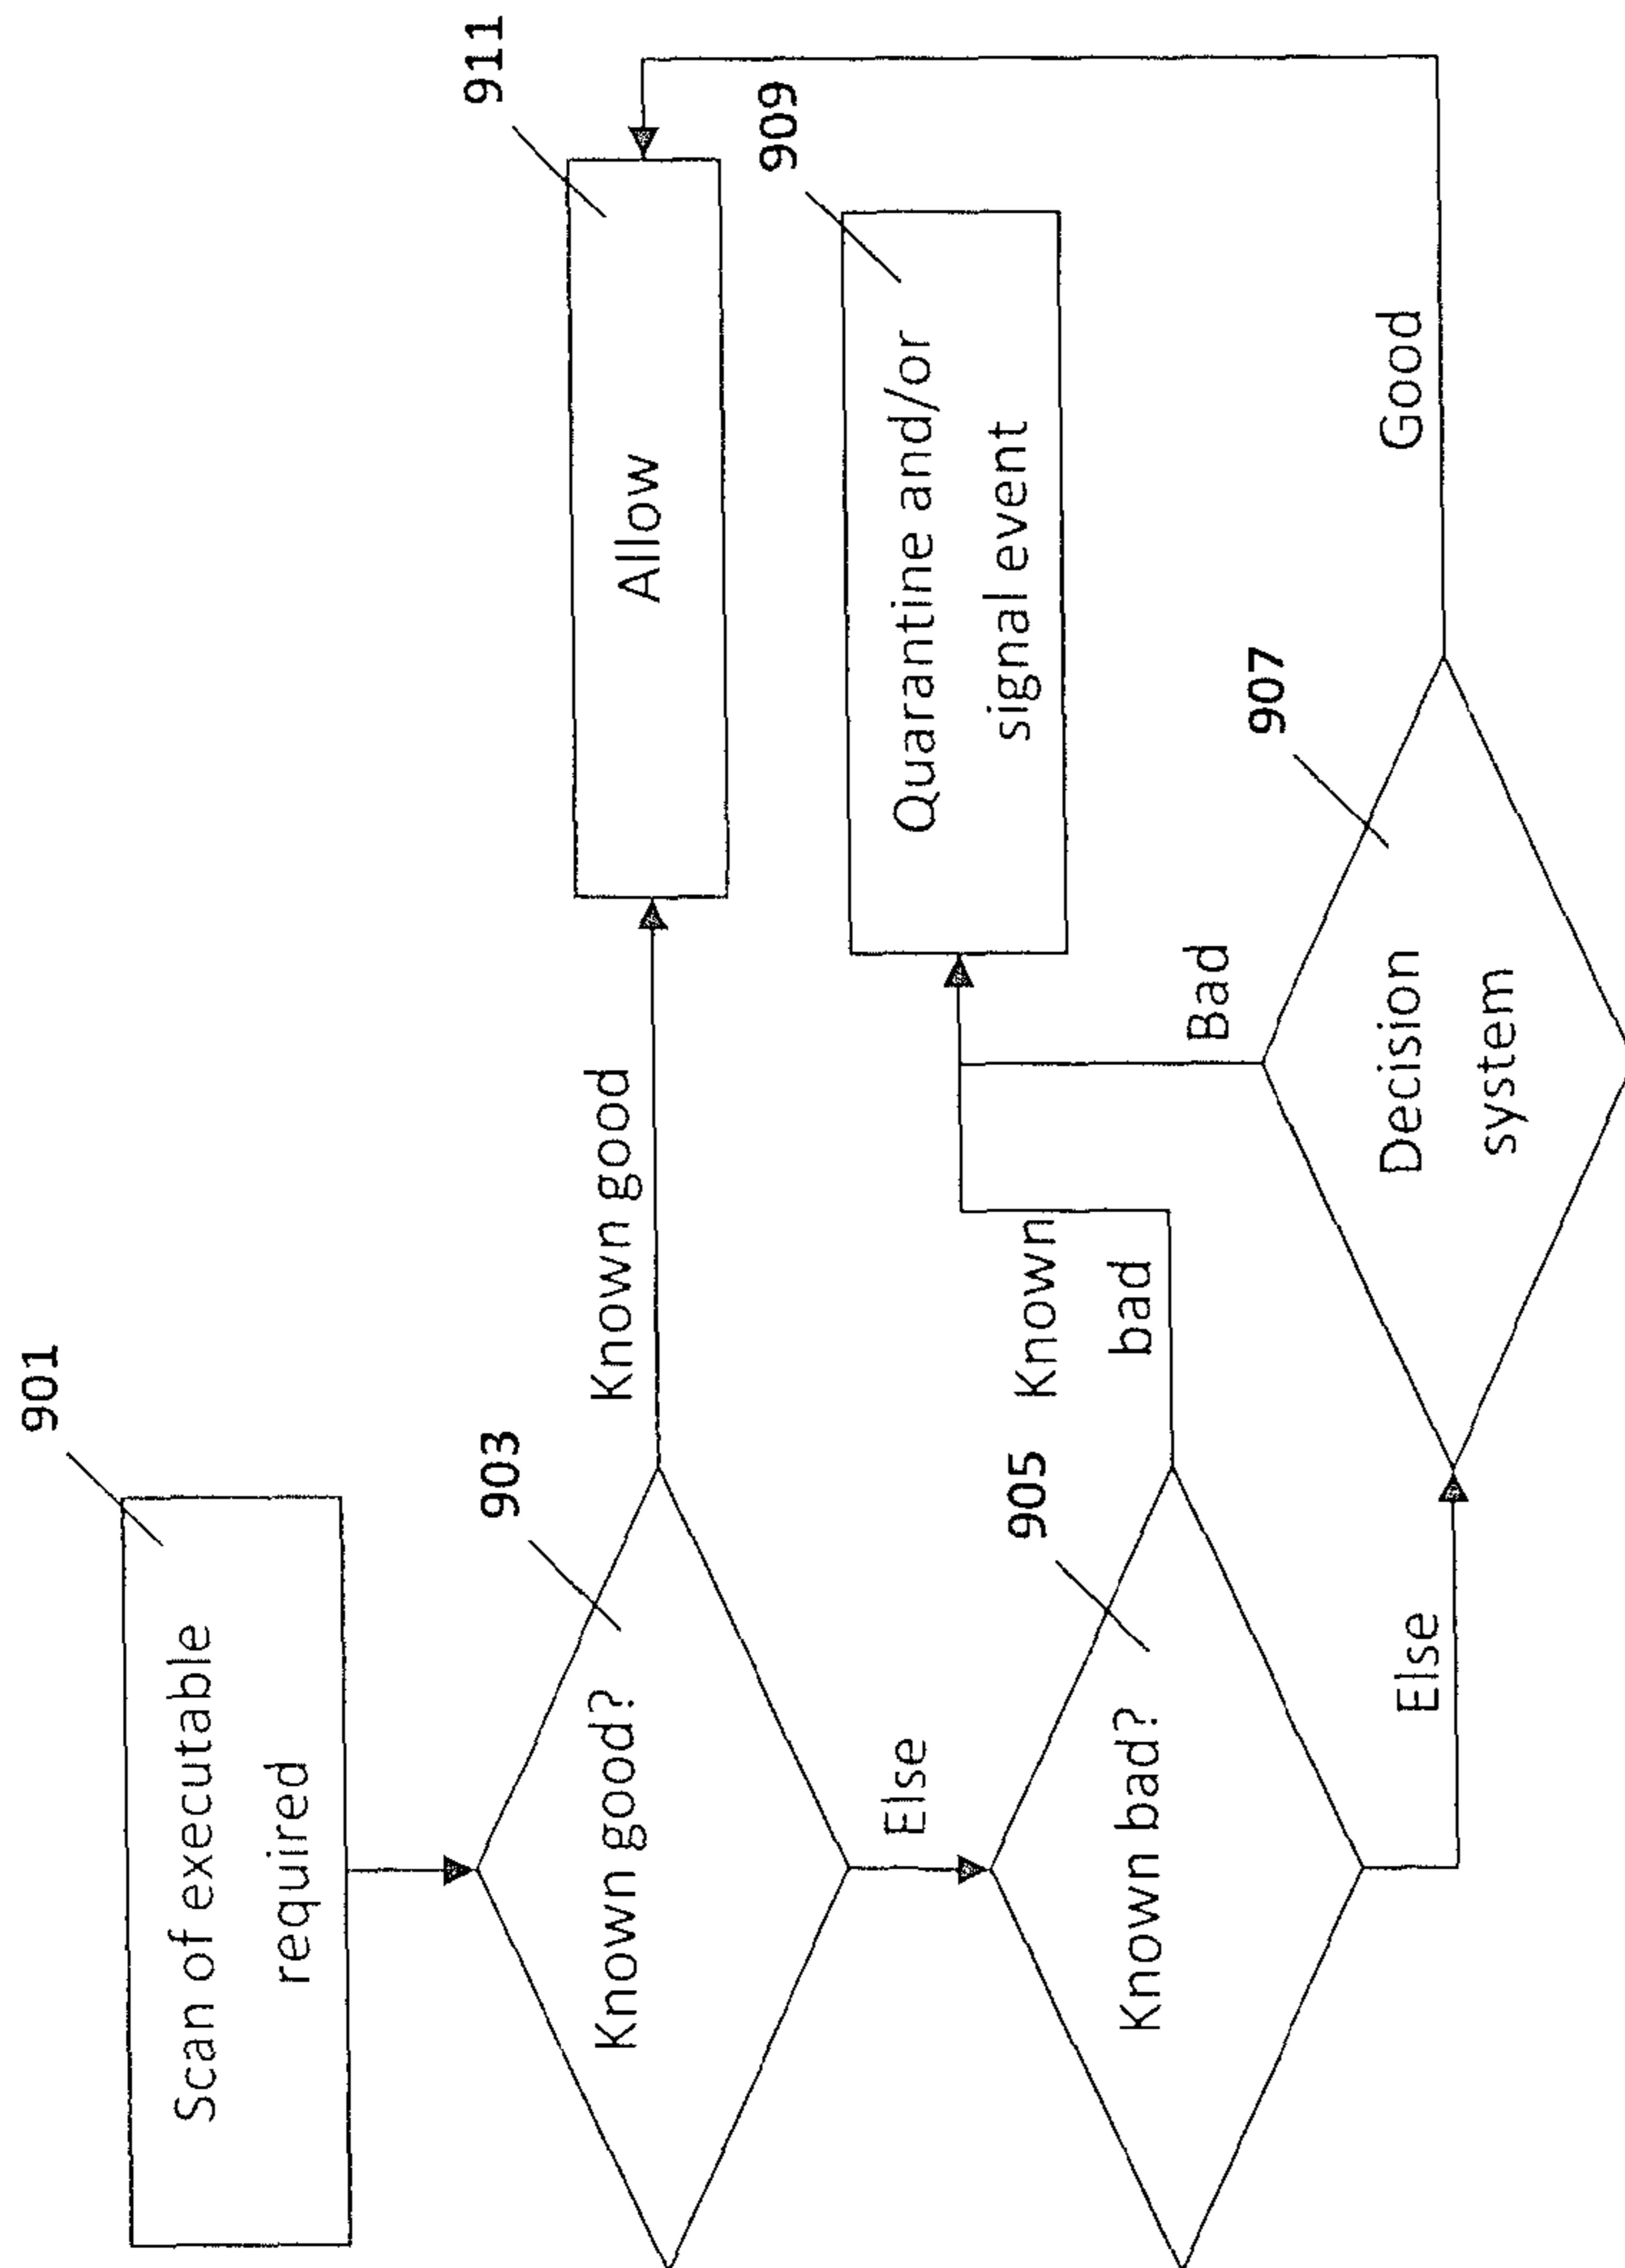 901
Scan of executable
required
903
Known good?
Known good
911
Allow
Else
905
Known bad?
Known
bad
909
Quarantine and/or
signal event
Else
907
Decision
system
Bad
Good